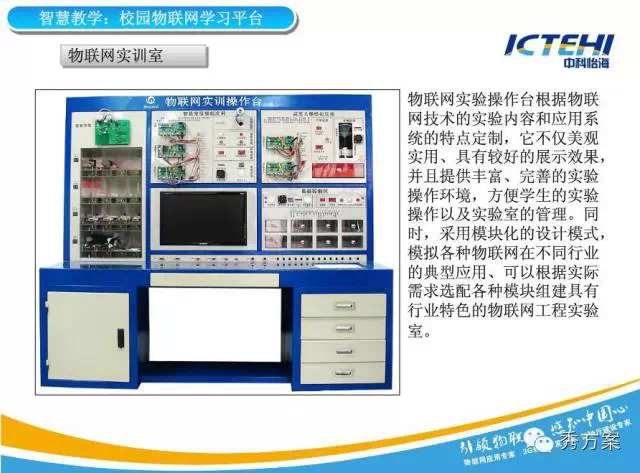 智慧教学：校园物联网学习平台
ICTEHI
中科怡海
物联网实训室
物联网实训操作台
物联网实验操作台根据物联
网技术的实验内容和应用系
统的特点定制，它不仅美观
实用、具有较好的展示效果，
并且提供丰富、完善的实验
操作环境，方便学生的实验
操作以及实验室的管理。同
时，采用模块化的设计模式，
模拟各种物联网在不同行业
的典型应用、可以根据实际
需求选配各种模块组建具有
行业特色的物联网工程实验
室。
引领物联 感知中国心
物联网应用专家
秀方案